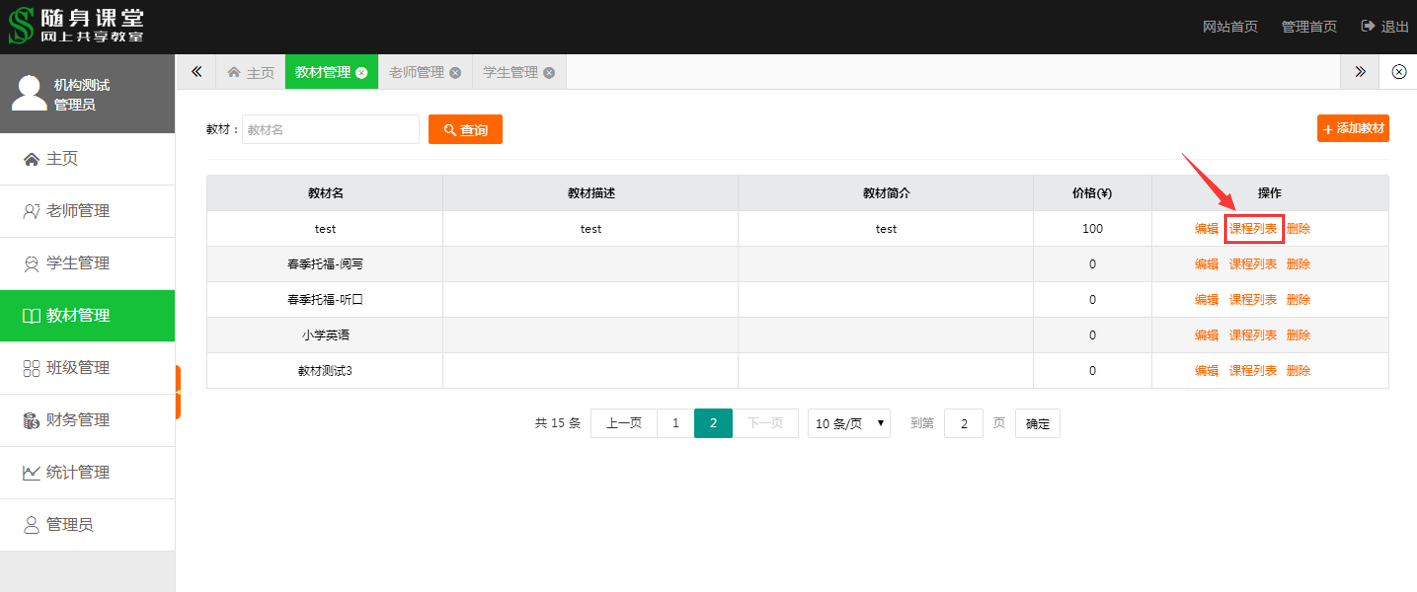 随身课堂
网上共享教室
网站首页 管理首页 退出
机构测试
管理员
主页 教材管理 老师管理 学生管理
主页
老师管理
学生管理
教材管理
班级管理
财务管理
统计管理
管理员
教材： 教材名 查询 + 添加教材
教材名 教材描述 教材简介 价格(¥) 操作
test test test 100 编辑 课程列表 删除
春季托福-阅写 0 编辑 课程列表 删除
春季托福-听口 0 编辑 课程列表 删除
小学英语 0 编辑 课程列表 删除
教材测试3 0 编辑 课程列表 删除
共 15 条 上一页 1 2 下一页 10 条/页 到第 2 页 确定